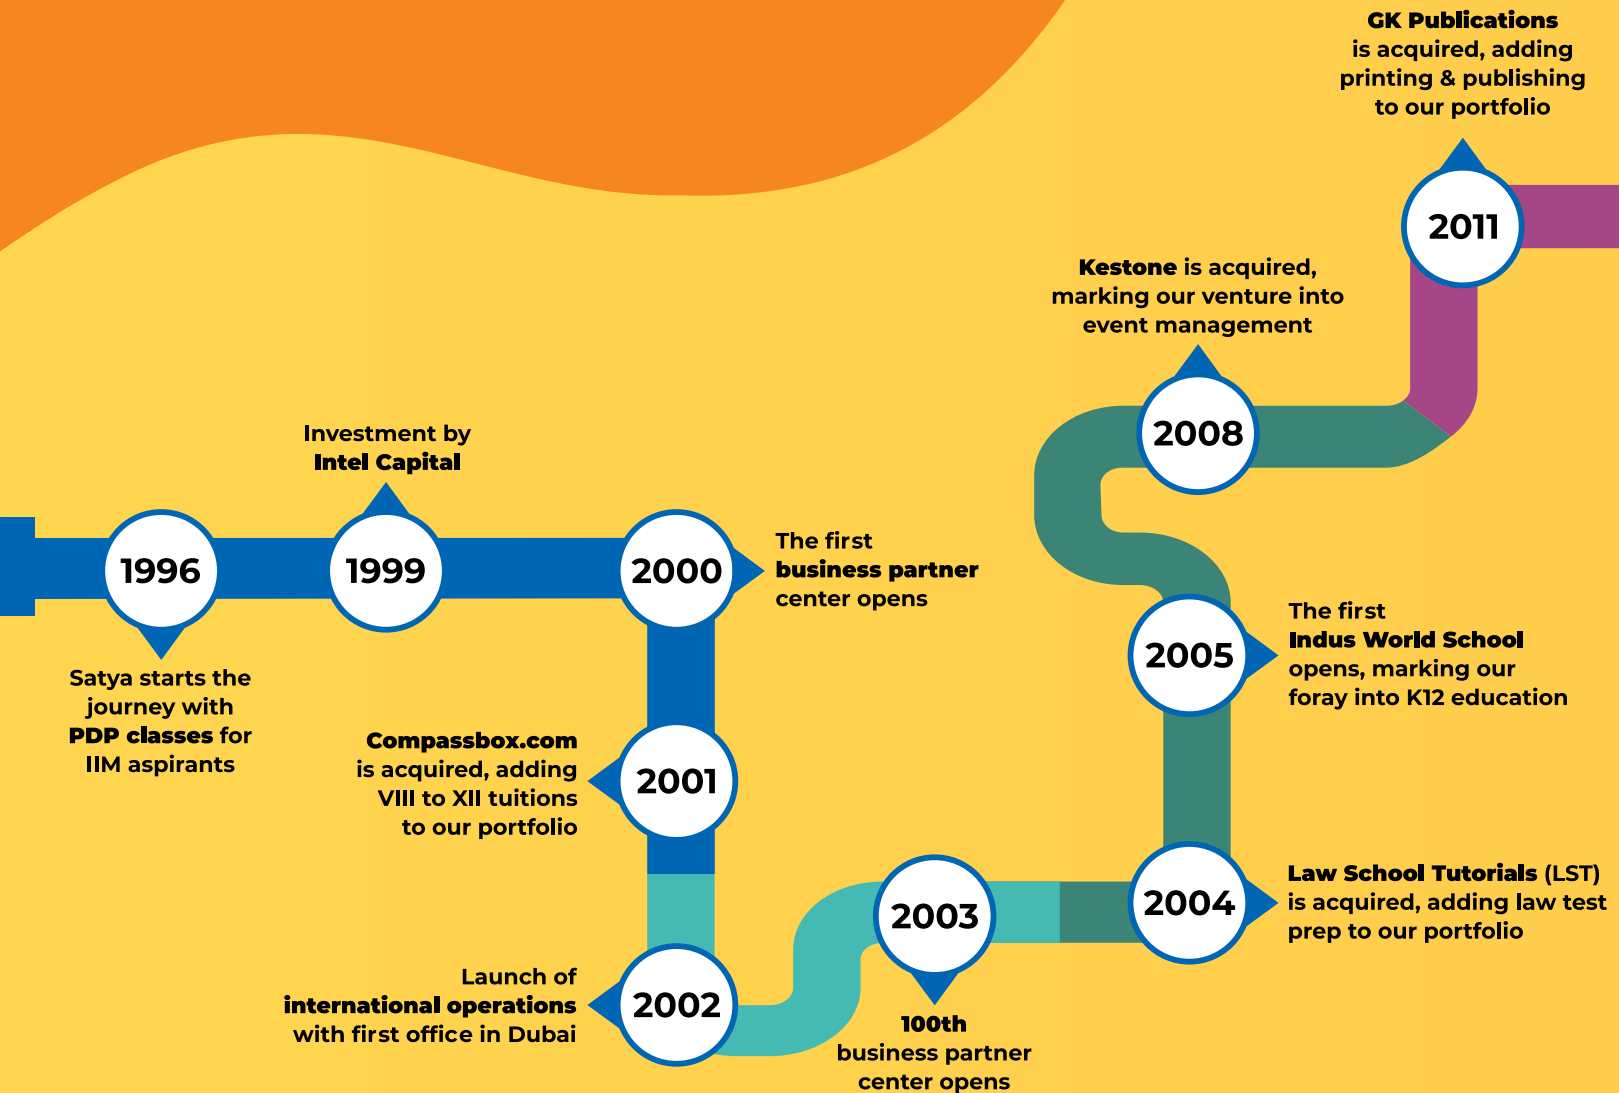 1996
Satya starts the
journey with
PDP classes for
IIM aspirants
Investment by
Intel Capital
1999
2000
The first
business partner
center opens
Compassbox.com
is acquired, adding
VIII to XII tuitions
to our portfolio
2001
Launch of
international operations
with first office in Dubai
2002
2003
100th
business partner
center opens
2004
Law School Tutorials (LST)
is acquired, adding law test
prep to our portfolio
2005
The first
Indus World School
opens, marking our
foray into K12 education
Kestone is acquired,
marking our venture into
event management
2008
GK Publications
is acquired, adding
printing & publishing
to our portfolio
2011